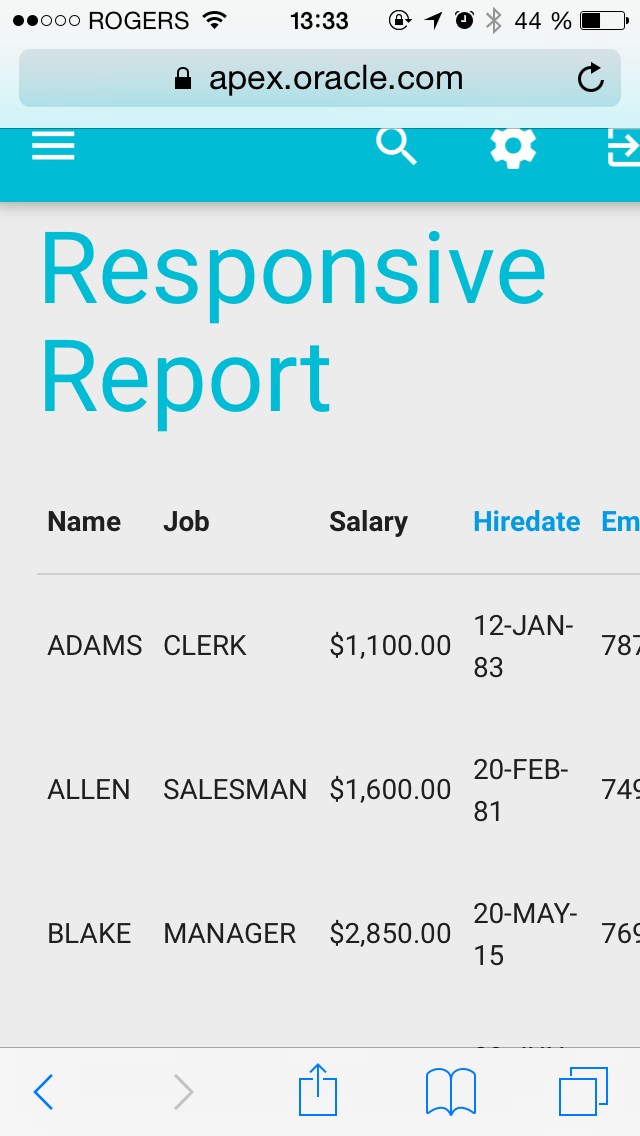 ROGERS 13:33 44 %
apex.oracle.com
Responsive
Report
Name Job Salary Hiredate Em
ADAMS CLERK $1,100.00 12-JAN-83 787
ALLEN SALESMAN $1,600.00 20-FEB-81 749
BLAKE MANAGER $2,850.00 20-MAY-15 769